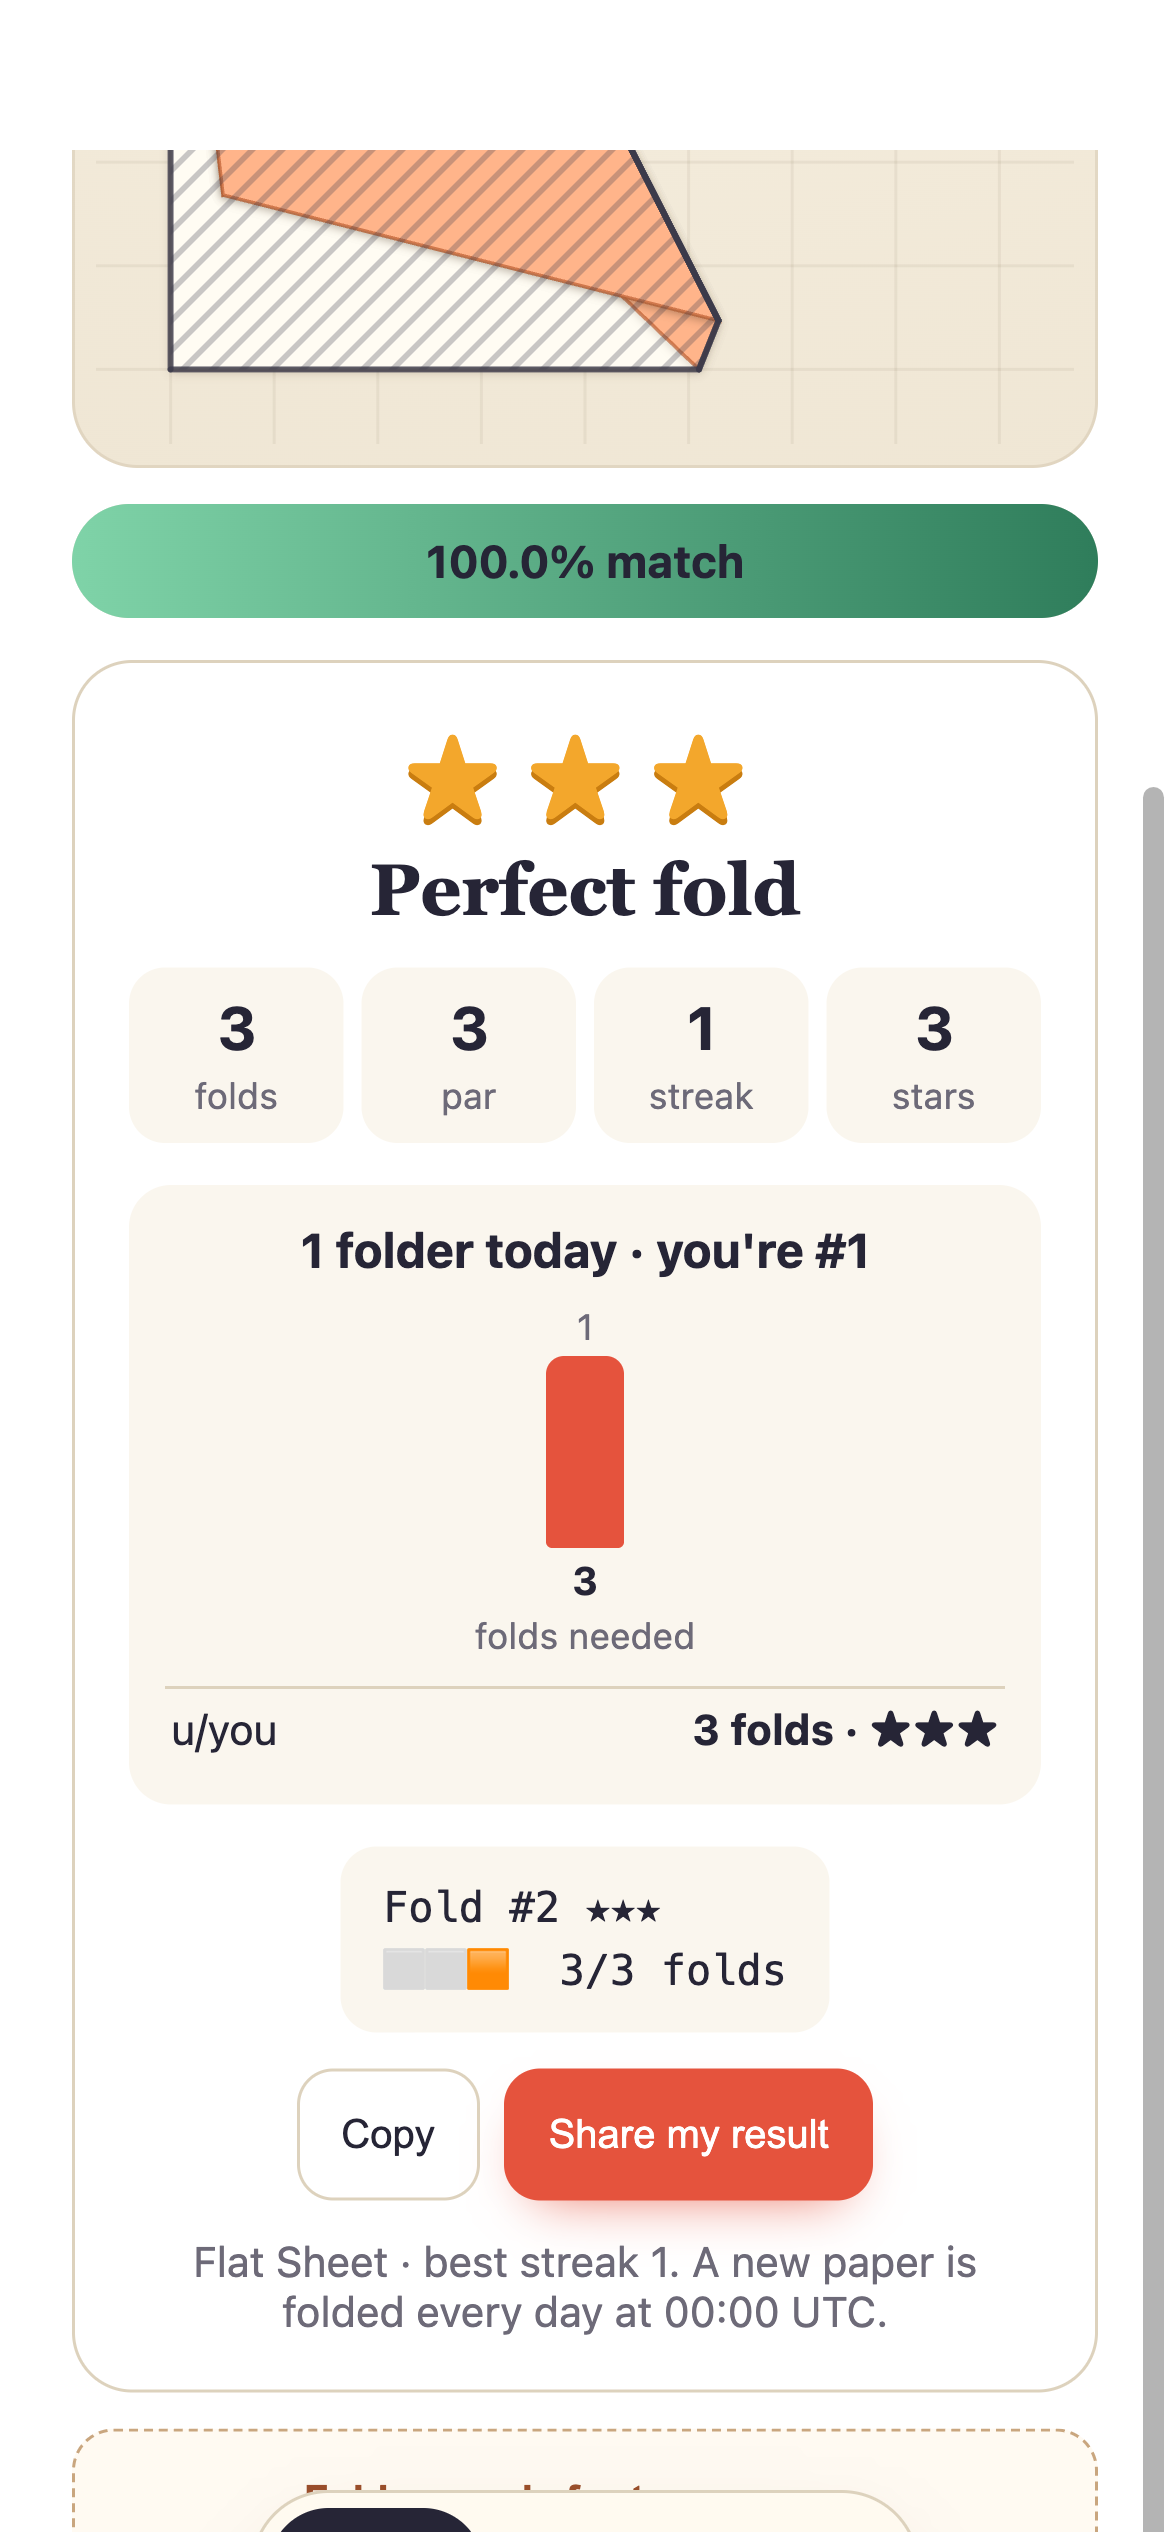 100.0% match
Perfect fold
3
folds
3
par
1
streak
3
stars
1 folder today · you're #1
1
3
folds needed
u/you
3 folds · ★★★
Fold #2 ★★★
⬜⬜🟧 3/3 folds
Copy
Share my result
Flat Sheet · best streak 1. A new paper is
folded every day at 00:00 UTC.